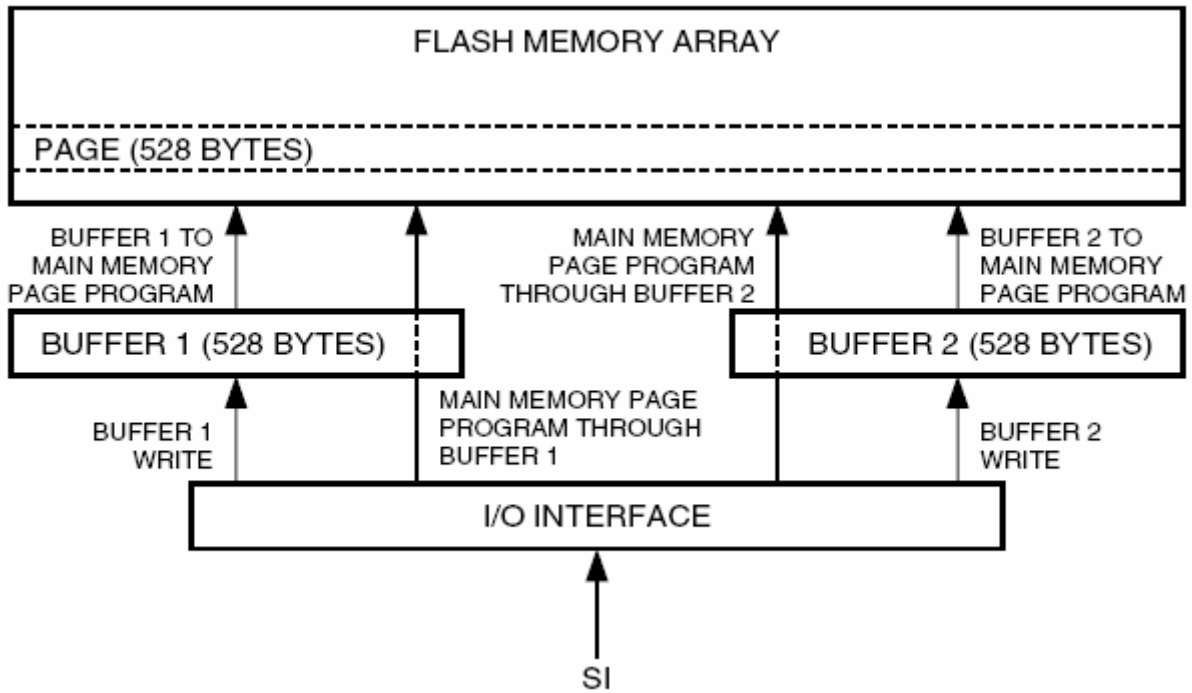 FLASH MEMORY ARRAY
PAGE (528 BYTES)
BUFFER 1 TO
MAIN MEMORY
PAGE PROGRAM
MAIN MEMORY
PAGE PROGRAM
THROUGH BUFFER 2
BUFFER 2 TO
MAIN MEMORY
PAGE PROGRAM
BUFFER 1 (528 BYTES)
BUFFER 2 (528 BYTES)
BUFFER 1
WRITE
MAIN MEMORY PAGE
PROGRAM THROUGH
BUFFER 1
BUFFER 2
WRITE
I/O INTERFACE
SI